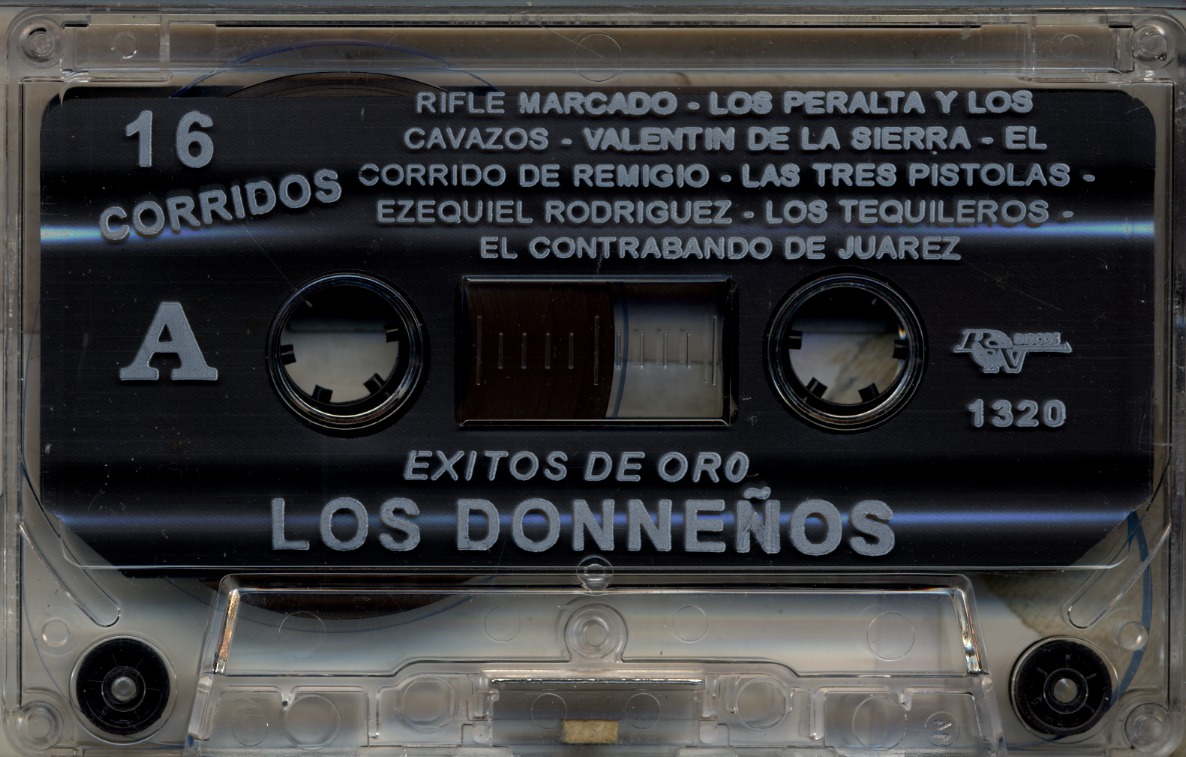 16
CORRIDOS
RIFLE MARCADO - LOS PERALTA Y LOS
CAVAZOS - VALENTIN DE LA SIERRA - EL
CORRIDO DE REMIGIO - LAS TRES PISTOLAS -
EZEQUIEL RODRIGUEZ - LOS TEQUILEROS -
EL CONTRABANDO DE JUAREZ
A
1320
EXITOS DE ORO
LOS DONNEÑOS